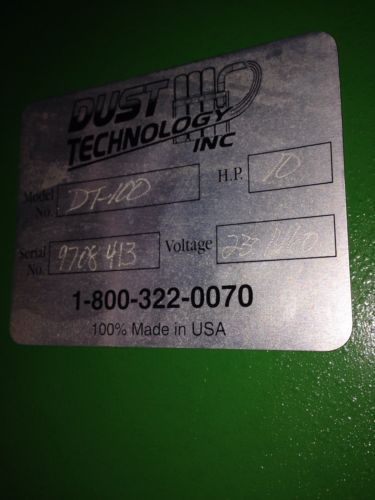 DUST
TECHNOLOGY
INC
Model No. DT-100 H.P. 10
Serial No. 9708413 Voltage
1-800-322-0070
100% Made in USA